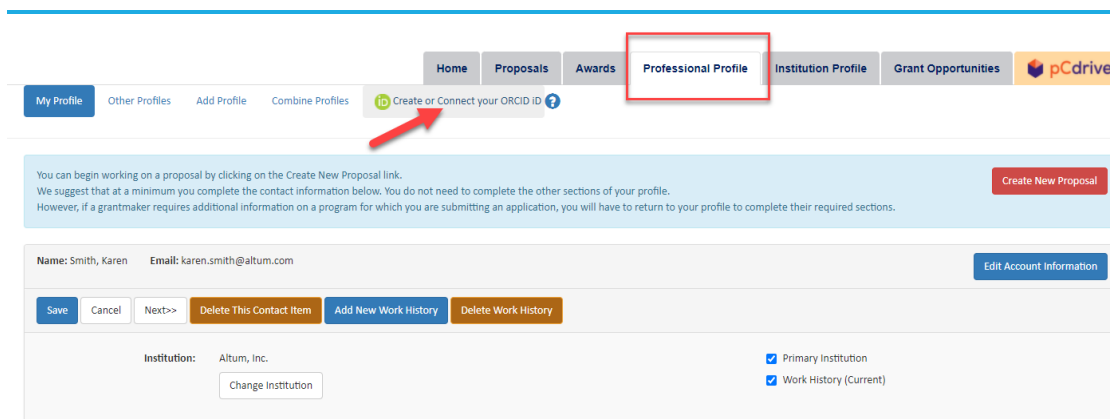 Home Proposals Awards Professional Profile Institution Profile Grant Opportunities pCdrive
My Profile Other Profiles Add Profile Combine Profiles iD Create or Connect your ORCID iD ?
You can begin working on a proposal by clicking on the Create New Proposal link.
We suggest that at a minimum you complete the contact information below. You do not need to complete the other sections of your profile.
However, if a grantmaker requires additional information on a program for which you are submitting an application, you will have to return to your profile to complete their required sections.
Create New Proposal
Name: Smith, Karen Email: karen.smith@altum.com
Edit Account Information
Save Cancel Next>> Delete This Contact Item Add New Work History Delete Work History
Institution: Altum, Inc. Primary Institution
Change Institution Work History (Current)